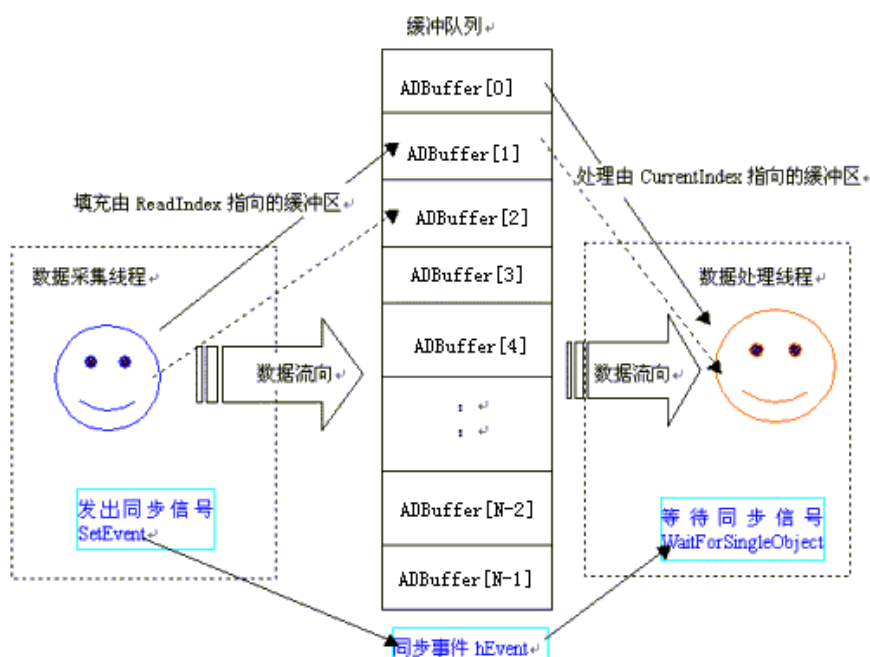 缓冲队列
ADBuffer[0]
ADBuffer[1]
处理由 CurrentIndex 指向的缓冲区
填充由 ReadIndex 指向的缓冲区
ADBuffer[2]
数据采集线程
ADBuffer[3]
数据处理线程
ADBuffer[4]
数据流向
数据流向
:
:
发出同步信号
SetEvent
ADBuffer[N-2]
等待同步信号
WaitForSingleObject
ADBuffer[N-1]
同步事件 hEvent